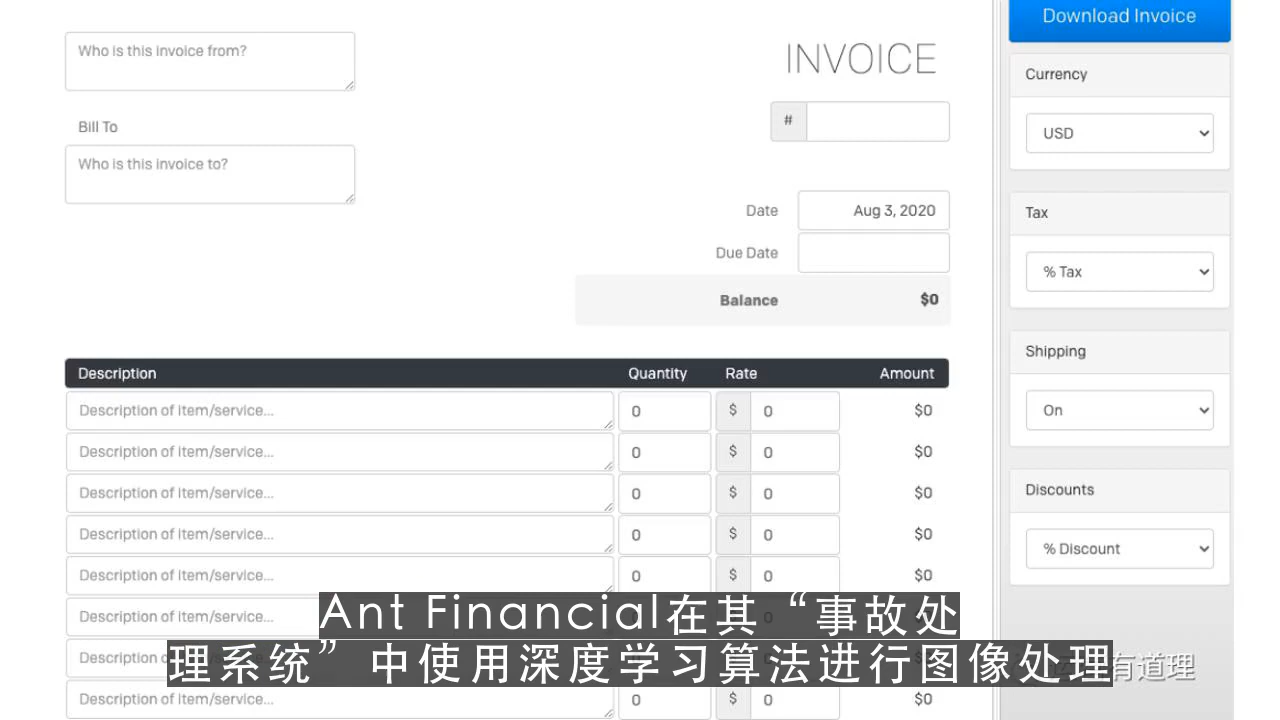 Download Invoice
Who is this invoice from?
INVOICE
Currency
#
USD
Bill To
Who is this invoice to?
Date
Aug 3, 2020
Tax
Due Date
% Tax
Balance
$0
Shipping
Description
Quantity
Rate
Amount
On
Description of item/service...
0
$
0
$0
Description of item/service...
0
$
0
$0
Description of item/service...
0
$
0
$0
Discounts
Description of item/service...
0
$
0
$0
% Discount
Description of item/service...
0
$
0
$0
Description
0
$0
Ant Financial在其“事故处
理系统”中使用深度学习算法进行图像处理
Description
$0
有道理
Description of item/service...
0
$
0
$0